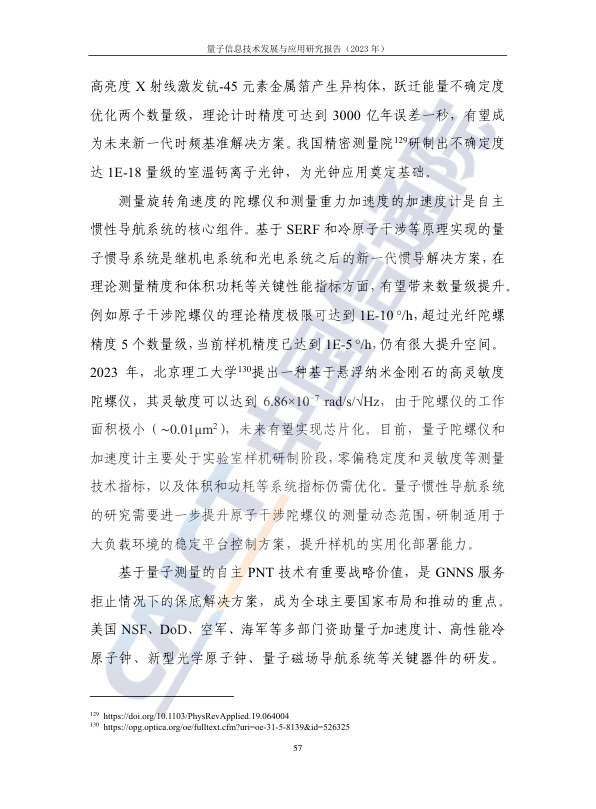 量子信息技术发展与应用研究报告（2023 年）
高亮度 X 射线激发钪-45 元素金属箔产生异构体，跃迁能量不确定度
优化两个数量级，理论计时精度可达到 3000 亿年误差一秒，有望成
为未来新一代时频基准解决方案。我国精密测量院129研制出不确定度
达 1E-18 量级的室温钙离子光钟，为光钟应用奠定基础。
测量旋转角速度的陀螺仪和测量重力加速度的加速度计是自主
惯性导航系统的核心组件。基于 SERF 和冷原子干涉等原理实现的量
子惯导系统是继机电系统和光电系统之后的新一代惯导解决方案，在
理论测量精度和体积功耗等关键性能指标方面，有望带来数量级提升。
例如原子干涉陀螺仪的理论精度极限可达到 1E-10 °/h，超过光纤陀螺
精度 5 个数量级，当前样机精度已达到 1E-5 °/h，仍有很大提升空间。
2023 年，北京理工大学130提出一种基于悬浮纳米金刚石的高灵敏度
陀螺仪，其灵敏度可以达到 6.86×10⁻⁷ rad/s/√Hz，由于陀螺仪的工作
面积极小（~0.01μm²），未来有望实现芯片化。目前，量子陀螺仪和
加速度计主要处于实验室样机研制阶段，零偏稳定度和灵敏度等测量
技术指标，以及体积和功耗等系统指标仍需优化。量子惯性导航系统
的研究需要进一步提升原子干涉陀螺仪的测量动态范围，研制适用于
大负载环境的稳定平台控制方案，提升样机的实用化部署能力。
基于量子测量的自主 PNT 技术有重要战略价值，是 GNNS 服务
拒止情况下的保底解决方案，成为全球主要国家布局和推动的重点。
美国 NSF、DoD、空军、海军等多部门资助量子加速度计、高性能冷
原子钟、新型光学原子钟、量子磁场导航系统等关键器件的研发。
129 https://doi.org/10.1103/PhysRevApplied.19.064004
130 https://opg.optica.org/oe/fulltext.cfm?uri=oe-31-5-8139&id=526325
57
CAICT 中国信通院